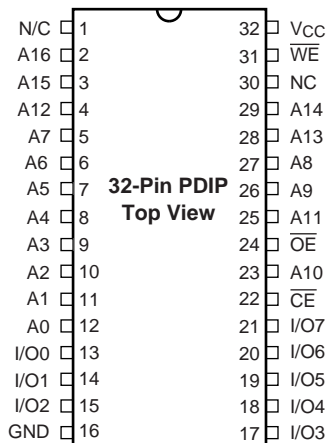 N/C 1 32 VCC
A16 2 31 WE
A15 3 30 NC
A12 4 29 A14
A7 5 28 A13
A6 6 27 A8
A5 7 32-Pin PDIP 26 A9
A4 8 Top View 25 A11
A3 9 24 OE
A2 10 23 A10
A1 11 22 CE
A0 12 21 I/O7
I/O0 13 20 I/O6
I/O1 14 19 I/O5
I/O2 15 18 I/O4
GND 16 17 I/O3